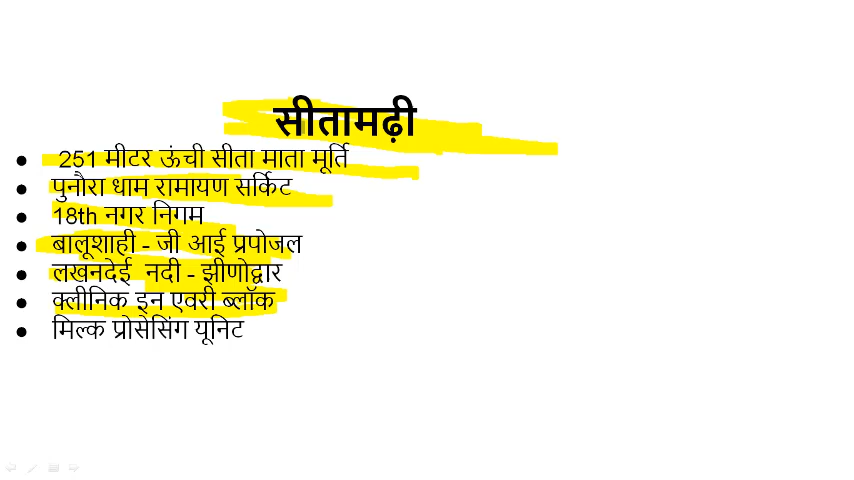 सीतामढ़ी
● 251 मीटर ऊंची सीता माता मूर्ति
● पुनौरा धाम रामायण सर्किट
● 18th नगर निगम
● बालूशाही - जी आई प्रपोजल
● लखनदेई नदी - झीणोद्वार
● क्लीनिक इन एवरी ब्लॉक
● मिल्क प्रोसेसिंग यूनिट